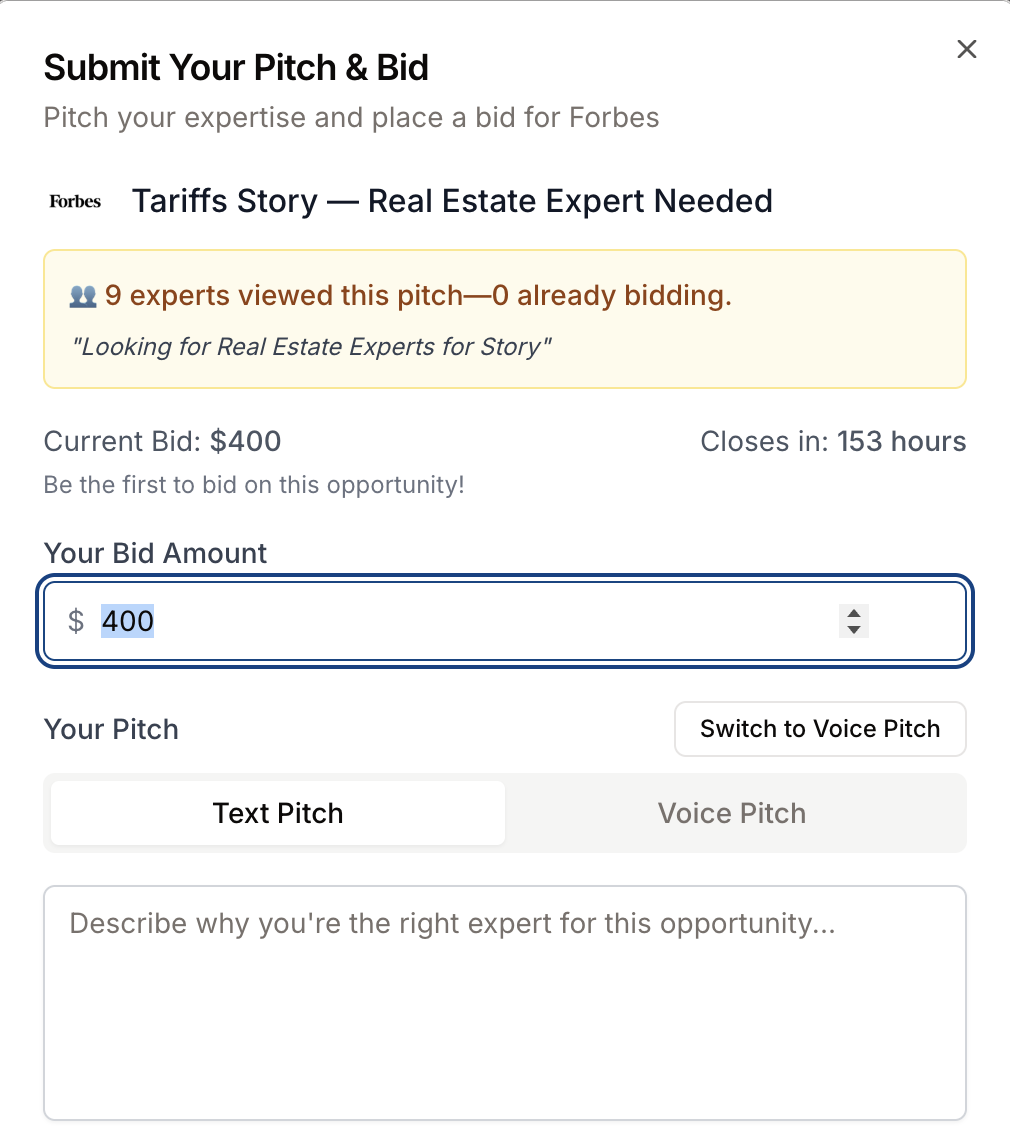 Submit Your Pitch & Bid
Pitch your expertise and place a bid for Forbes
Forbes Tariffs Story — Real Estate Expert Needed
9 experts viewed this pitch—0 already bidding.
"Looking for Real Estate Experts for Story"
Current Bid: $400 Closes in: 153 hours
Be the first to bid on this opportunity!
Your Bid Amount
$ 400
Your Pitch Switch to Voice Pitch
Text Pitch Voice Pitch
Describe why you're the right expert for this opportunity...